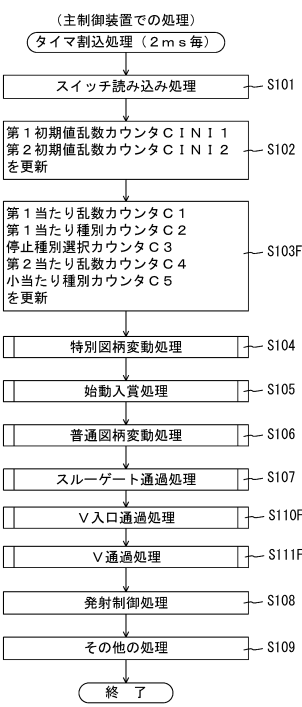 （主制御装置での処理）
タイマ割込処理（２ｍｓ毎）
スイッチ読み込み処理
S101
第１初期値乱数カウンタＣＩＮＩ１
第２初期値乱数カウンタＣＩＮＩ２
を更新
S102
第１当たり乱数カウンタＣ１
第１当たり種別カウンタＣ２
停止種別選択カウンタＣ３
第２当たり乱数カウンタＣ４
小当たり種別カウンタＣ５
を更新
S103F
特別図柄変動処理
S104
始動入賞処理
S105
普通図柄変動処理
S106
スルーゲート通過処理
S107
Ｖ入口通過処理
S110F
Ｖ通過処理
S111F
発射制御処理
S108
その他の処理
S109
終　了